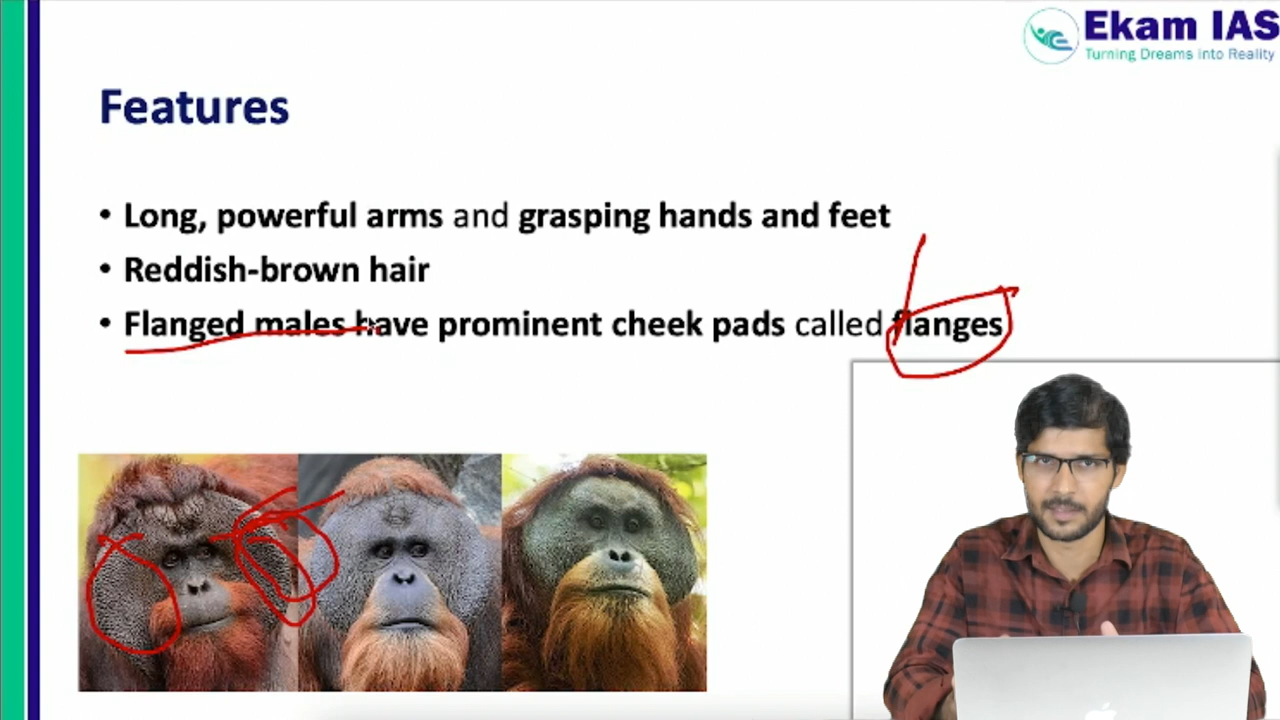 Ekam IAS
Turning Dreams into Reality
Features
• Long, powerful arms and grasping hands and feet
• Reddish-brown hair
• Flanged males have prominent cheek pads called flanges